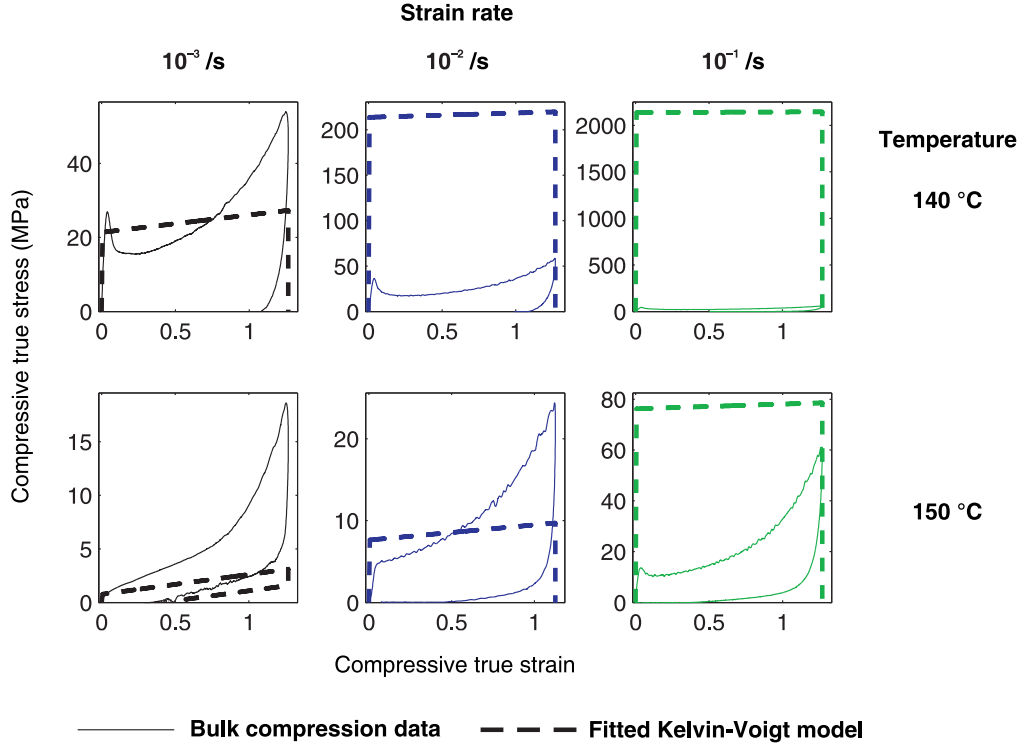 Strain rate
10⁻³ /s
10⁻² /s
10⁻¹ /s
Temperature
140 °C
150 °C
Compressive true stress (MPa)
40
20
0
0 0.5 1
200
150
100
50
0
0 0.5 1
2000
1500
1000
500
0
0 0.5 1
15
10
5
0
0 0.5 1
20
10
0
0 0.5 1
80
60
40
20
0
0 0.5 1
Compressive true strain
Bulk compression data
Fitted Kelvin-Voigt model